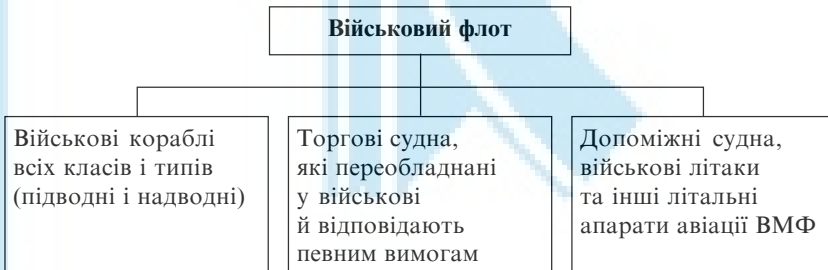 Військовий флот
Військові кораблі
всіх класів і типів
(підводні і надводні)
Торгові судна,
які переобладнані
у військові
й відповідають
певним вимогам
Допоміжні судна,
військові літаки
та інші літальні
апарати авіації ВМФ